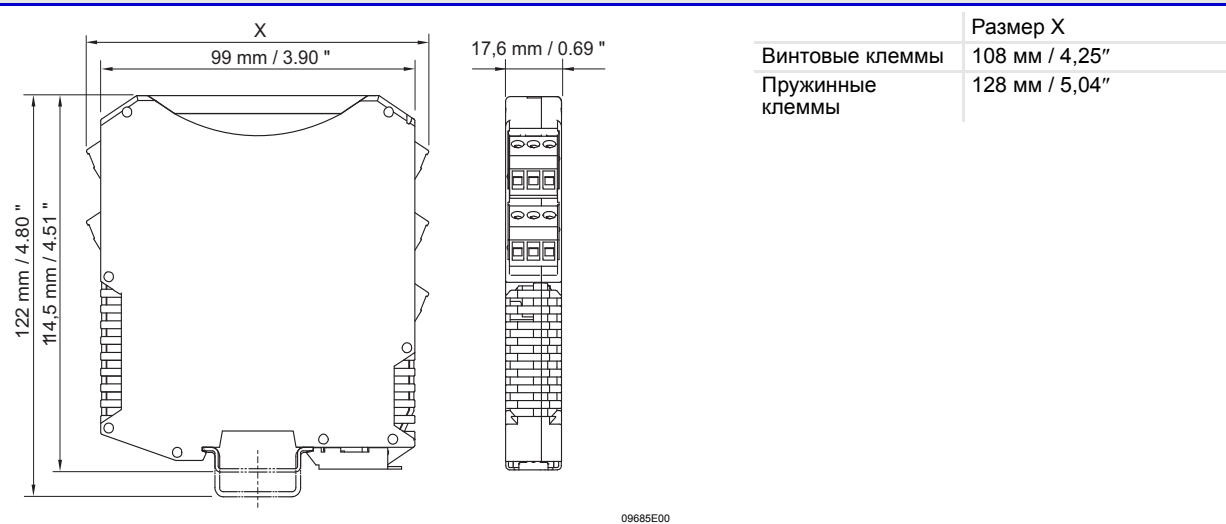 X
99 mm / 3.90 "
17,6 mm / 0.69 "
122 mm / 4.80 "
114,5 mm / 4.51 "
Размер X
Винтовые клеммы 108 мм / 4,25″
Пружинные клеммы 128 мм / 5,04″
09685E00